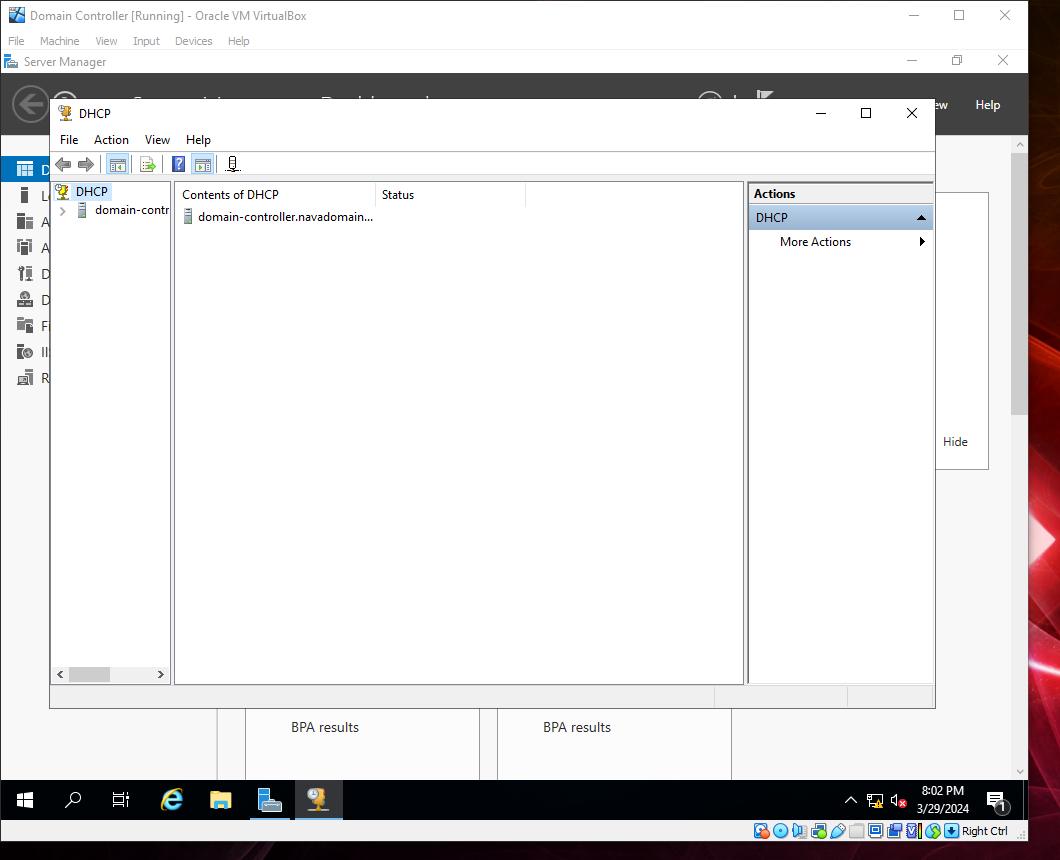 Domain Controller [Running] - Oracle VM VirtualBox
File Machine View Input Devices Help
Server Manager
Help
DHCP
File Action View Help
DHCP
domain-contr
Contents of DHCP Status
domain-controller.navadomain...
Actions
DHCP
More Actions
Hide
BPA results BPA results
8:02 PM
3/29/2024
1
Right Ctrl